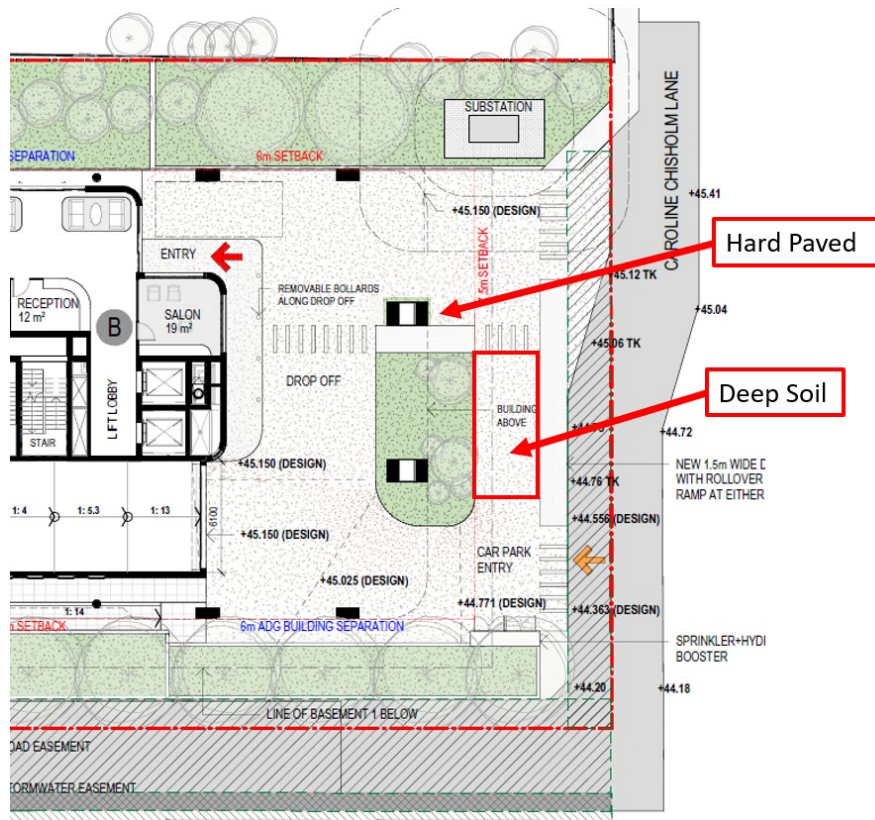 SUBSTATION
SEPARATION
6m SETBACK
CAROLINE CHISHOLM LANE
+45.41
+45.150 (DESIGN)
Hard Paved
ENTRY
5m SETBACK
+45.12 TK
REMOVABLE BOLLARDS
ALONG DROP OFF
RECEPTION
12 m²
SALON
19 m²
B
+45.04
+45.06 TK
DROP OFF
Deep Soil
LIFT LOBBY
BUILDING
ABOVE
STAIR
+44.72
+45.150 (DESIGN)
NEW 1.5m WIDE
WITH ROLLOVER
RAMP AT EITHER
+44.76 TK
1: 4
1: 5.3
1: 13
6100
+44.556 (DESIGN)
+45.150 (DESIGN)
CAR PARK
ENTRY
+45.025 (DESIGN)
+44.771 (DESIGN)
+44.363 (DESIGN)
1: 14
SETBACK
6m ADG BUILDING SEPARATION
SPRINKLER+HYD
BOOSTER
+44.20
+44.18
LINE OF BASEMENT 1 BELOW
OAD EASEMENT
TORMWATER EASEMENT